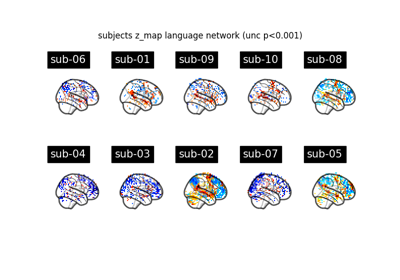 subjects z_map language network (unc p<0.001)
sub-06 sub-01 sub-09 sub-10 sub-08
sub-04 sub-03 sub-02 sub-07 sub-05